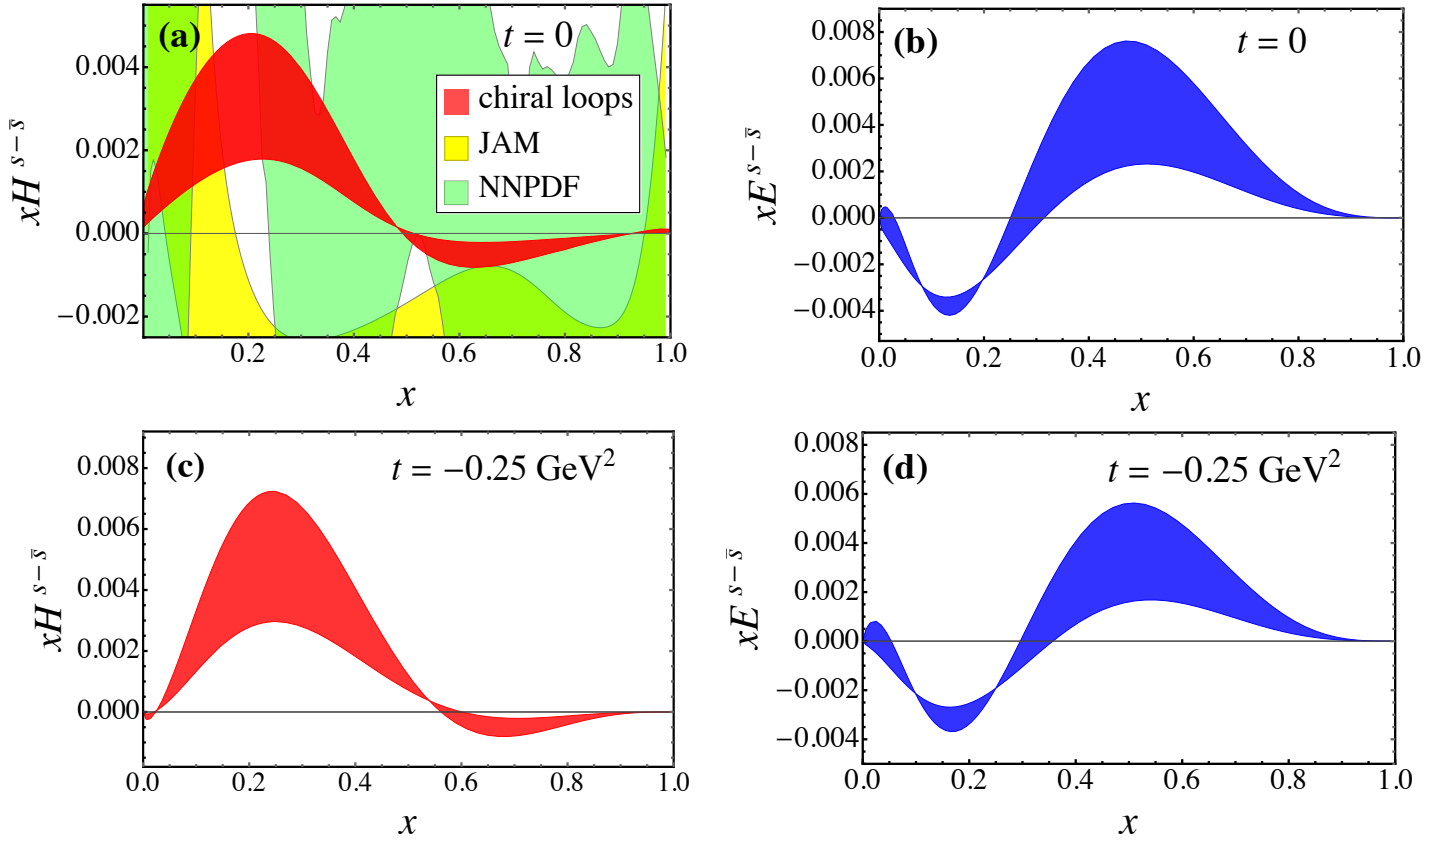 (a)
t = 0
0.004
0.002
0.000
−0.002
xH^{s−s̄}
chiral loops
JAM
NNPDF
0.2 0.4 0.6 0.8 1.0
x
(b)
t = 0
0.008
0.006
0.004
0.002
0.000
−0.002
−0.004
xE^{s−s̄}
0.0 0.2 0.4 0.6 0.8 1.0
x
(c)
t = −0.25 GeV²
0.008
0.006
0.004
0.002
0.000
xH^{s−s̄}
0.0 0.2 0.4 0.6 0.8 1.0
x
(d)
t = −0.25 GeV²
0.008
0.006
0.004
0.002
0.000
−0.002
−0.004
xE^{s−s̄}
0.0 0.2 0.4 0.6 0.8 1.0
x